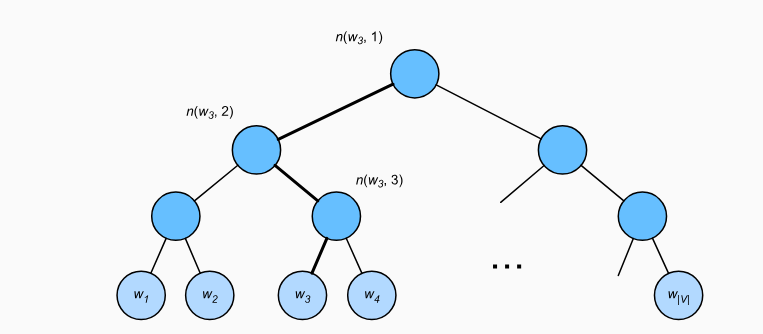 n(w₃, 1)
n(w₃, 2)
n(w₃, 3)
...
w₁ w₂ w₃ w₄ w|V|